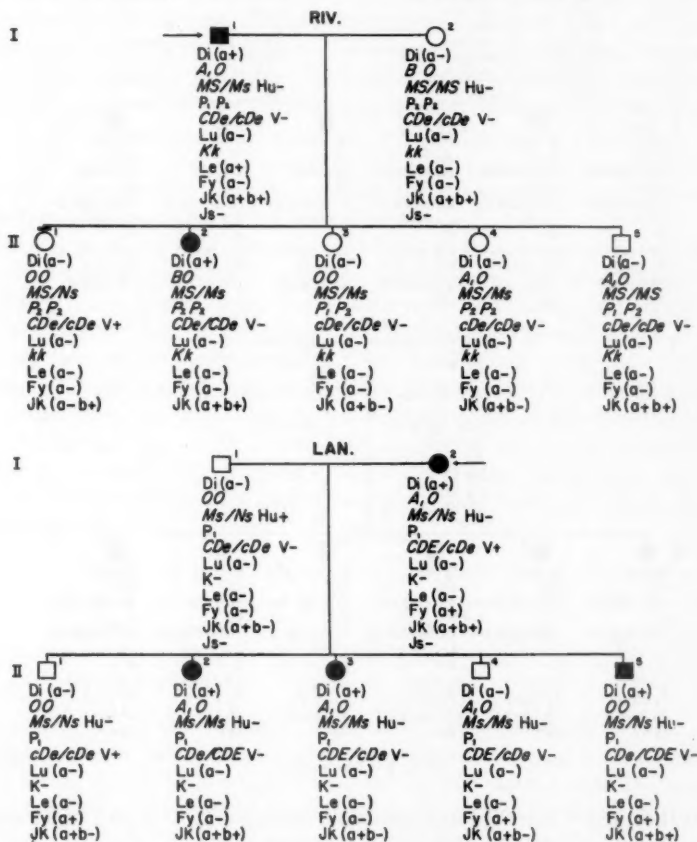 RIV.
I
1
Di(a+)
A₁O
MS/Ms Hu-
P₁ P₂
CDe/cDe V-
Lu(a-)
Kk
Le(a+)
Fy(a-)
JK(a+b+)
Js-
2
Di(a-)
B O
MS/MS Hu-
P₁ P₂
CDe/cDe V-
Lu(a-)
kk
Le(a-)
Fy(a-)
JK(a+b+)
II
1
Di(a-)
OO
MS/Ns
P₂ P₂
CDe/cDe V+
Lu(a-)
kk
Le(a-)
Fy(a-)
JK(a-b+)
2
Di(a+)
BO
MS/Ms
P₂ P₂
CDe/CDe V-
Lu(a-)
Kk
Le(a-)
Fy(a-)
JK(a+b+)
3
Di(a-)
OO
MS/Ms
P₁ P₂
cDe/cDe V-
Lu(a-)
kk
Le(a-)
Fy(a-)
JK(a+b-)
4
Di(a-)
A₁O
MS/Ms
P₂ P₂
cDe/cDe V-
Lu(a-)
kk
Le(a-)
Fy(a-)
JK(a+b-)
5
Di(a-)
A₁O
MS/MS
P₁ P₂
cDe/cDe V-
Lu(a-)
Kk
Le(a-)
Fy(a-)
JK(a+b+)
LAN.
I
1
Di(a-)
OO
Ms/Ns Hu+
P₁
CDe/cDe V-
Lu(a-)
K-
Le(a-)
Fy(a-)
JK(a+b-)
Js-
2
Di(a+)
A₁O
Ms/Ns Hu-
P₁
CDE/cDe V+
Lu(a-)
K-
Le(a-)
Fy(a+)
JK(a+b+)
Js-
II
1
Di(a-)
OO
Ms/Ns Hu-
P₁
cDe/cDe V+
Lu(a-)
K-
Le(a-)
Fy(a+)
JK(a+b-)
2
Di(a+)
A₁O
Ms/Ms Hu-
P₁
CDe/CDE V-
Lu(a-)
K-
Le(a-)
Fy(a-)
JK(a+b+)
3
Di(a+)
A₁O
Ms/Ms Hu-
P₁
CDE/cDe V-
Lu(a-)
K-
Le(a-)
Fy(a-)
JK(a+b-)
4
Di(a-)
A₁O
Ms/Ms Hu-
P₁
CDE/cDe V-
Lu(a-)
K-
Le(a-)
Fy(a+)
JK(a+b-)
5
Di(a+)
OO
Ms/Ns Hu-
P₁
CDe/CDE V-
Lu(a-)
K-
Le(a-)
Fy(a+)
JK(a+b+)